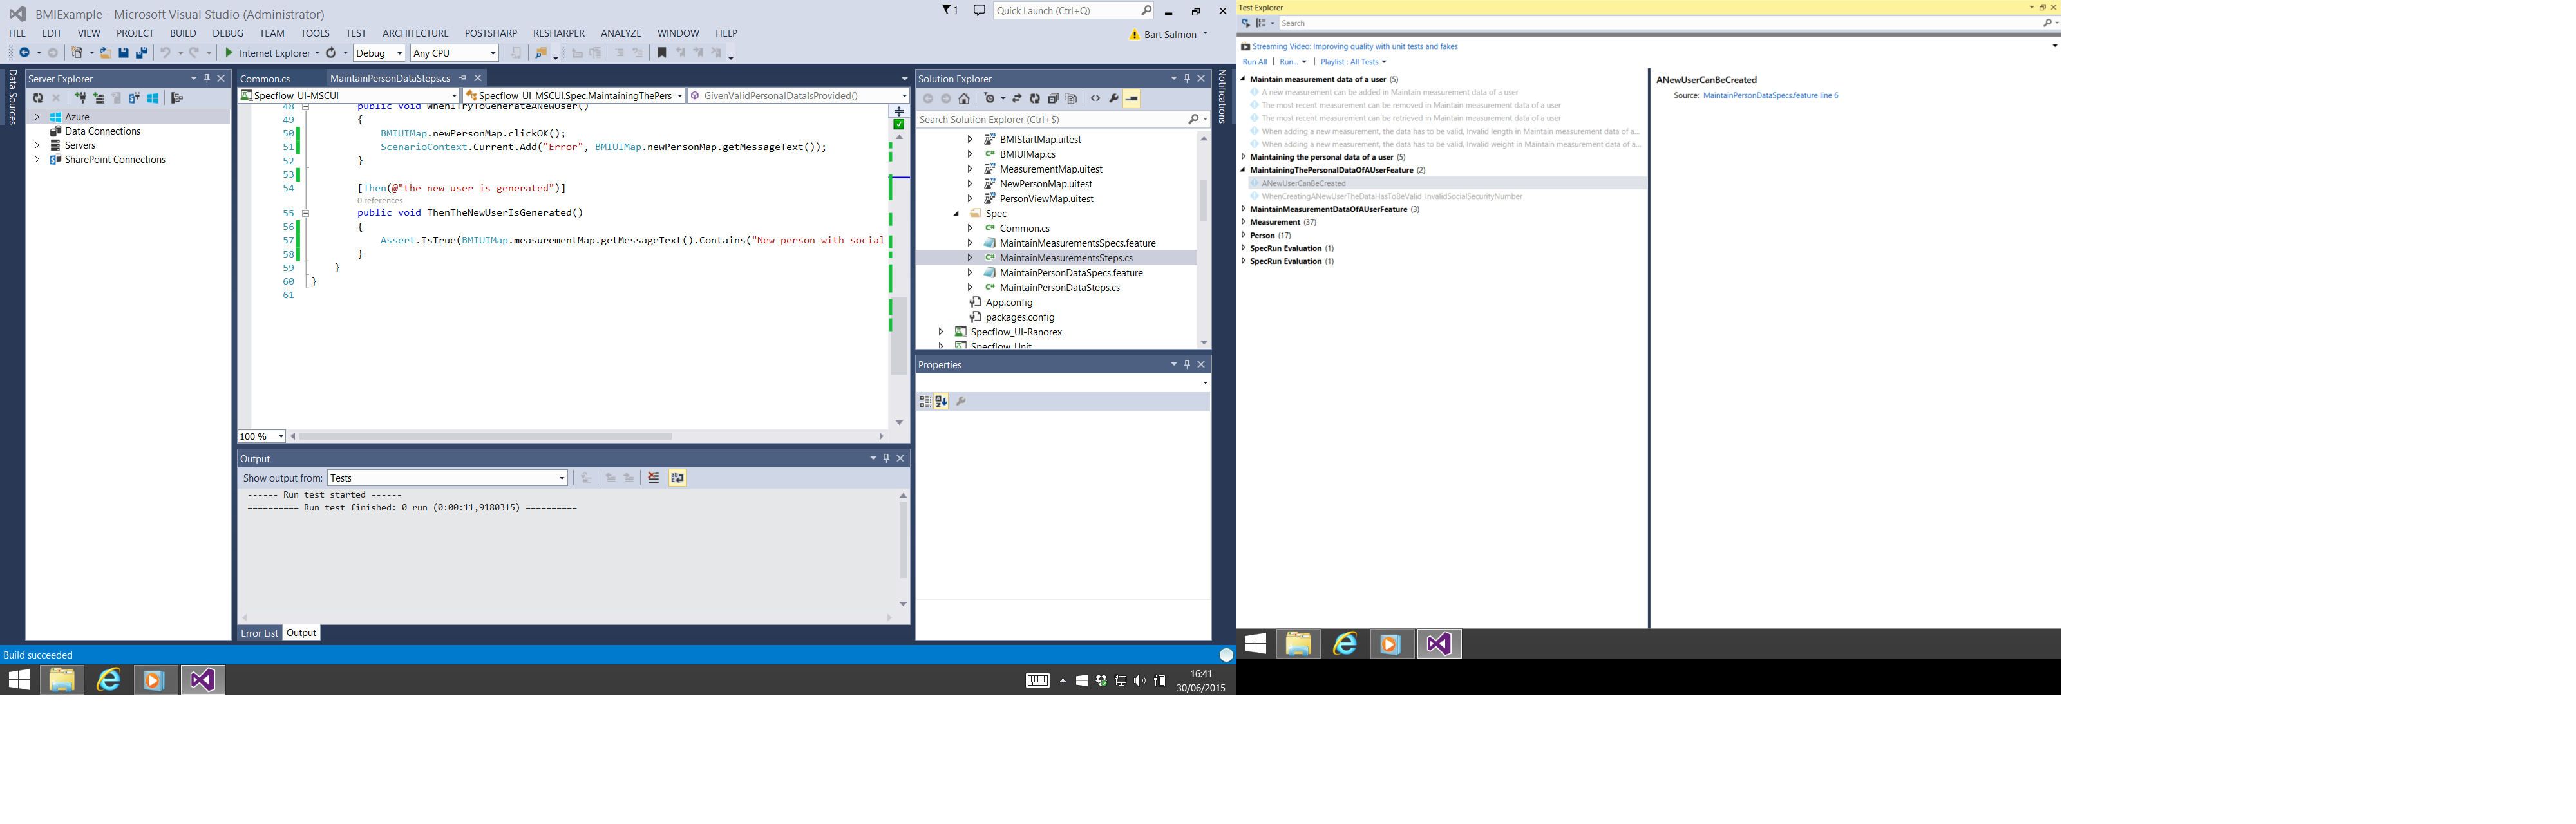 BMIExample - Microsoft Visual Studio (Administrator)
1
Quick Launch (Ctrl+Q)
FILE EDIT VIEW PROJECT BUILD DEBUG TEAM TOOLS TEST ARCHITECTURE POSTSHARP RESHARPER ANALYZE WINDOW HELP
Bart Salmon
Internet Explorer Debug Any CPU
Data Sources
Server Explorer
Azure
Data Connections
Servers
SharePoint Connections
Common.cs MaintainPersonDataSteps.cs
Specflow_UI-MSCUI Specflow_UI_MSCUI.Spec.MaintainingThePers GivenValidPersonalDataIsProvided()
48 public void WhenITryToGenerateANewUser()
49 {
50 BMIUIMap.newPersonMap.clickOK();
51 ScenarioContext.Current.Add("Error", BMIUIMap.newPersonMap.getMessageText());
52 }
53
54 [Then(@"the new user is generated")]
0 references
55 public void ThenTheNewUserIsGenerated()
56 {
57 Assert.IsTrue(BMIUIMap.measurementMap.getMessageText().Contains("New person with social
58 }
59 }
60 }
61
100 %
Output
Show output from: Tests
------ Run test started ------
========== Run test finished: 0 run (0:00:11,9180315) ==========
Error List Output
Build succeeded
Solution Explorer
Search Solution Explorer (Ctrl+$)
BMIStartMap.uitest
BMIUIMap.cs
MeasurementMap.uitest
NewPersonMap.uitest
PersonViewMap.uitest
Spec
Common.cs
MaintainMeasurementsSpecs.feature
MaintainMeasurementsSteps.cs
MaintainPersonDataSpecs.feature
MaintainPersonDataSteps.cs
App.config
packages.config
Specflow_UI-Ranorex
Specflow_Unit
Properties
Notifications
16:41
30/06/2015
Test Explorer
Search
Streaming Video: Improving quality with unit tests and fakes
Run All | Run... | Playlist : All Tests
Maintain measurement data of a user (5)
A new measurement can be added in Maintain measurement data of a user
The most recent measurement can be removed in Maintain measurement data of a user
The most recent measurement can be retrieved in Maintain measurement data of a user
When adding a new measurement, the data has to be valid, Invalid length in Maintain measurement data of a...
When adding a new measurement, the data has to be valid, Invalid weight in Maintain measurement data of a...
Maintaining the personal data of a user (5)
MaintainingThePersonalDataOfAUserFeature (2)
ANewUserCanBeCreated
WhenCreatingANewUserTheDataHasToBeValid_InvalidSocialSecurityNumber
MaintainMeasurementDataOfAUserFeature (3)
Measurement (37)
Person (17)
SpecRun Evaluation (1)
SpecRun Evaluation (1)
ANewUserCanBeCreated
Source: MaintainPersonDataSpecs.feature line 6